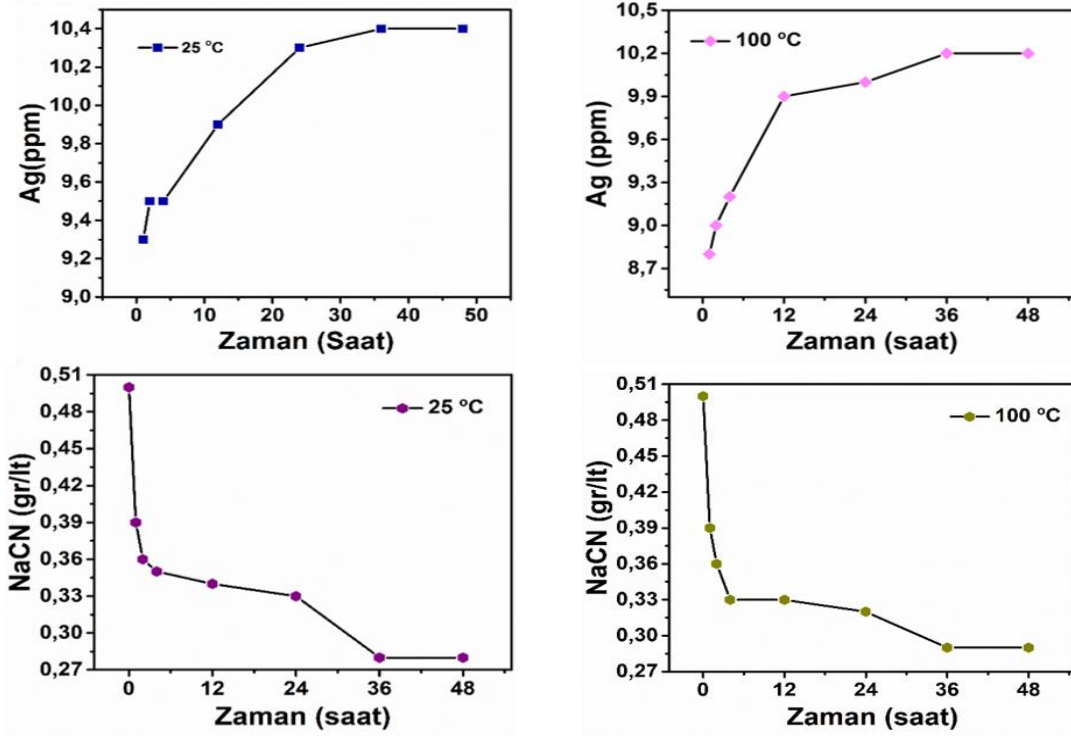 10,4
10,2
10,0
9,8
9,6
9,4
9,2
9,0
Ag(ppm)
25 °C
0 10 20 30 40 50
Zaman (Saat)
10,5
10,2
9,9
9,6
9,3
9,0
8,7
Ag (ppm)
100 °C
0 12 24 36 48
Zaman (saat)
0,51
0,48
0,45
0,42
0,39
0,36
0,33
0,30
0,27
NaCN (gr/lt)
25 °C
0 12 24 36 48
Zaman (saat)
0,51
0,48
0,45
0,42
0,39
0,36
0,33
0,30
0,27
NaCN (gr/lt)
100 °C
0 12 24 36 48
Zaman (saat)